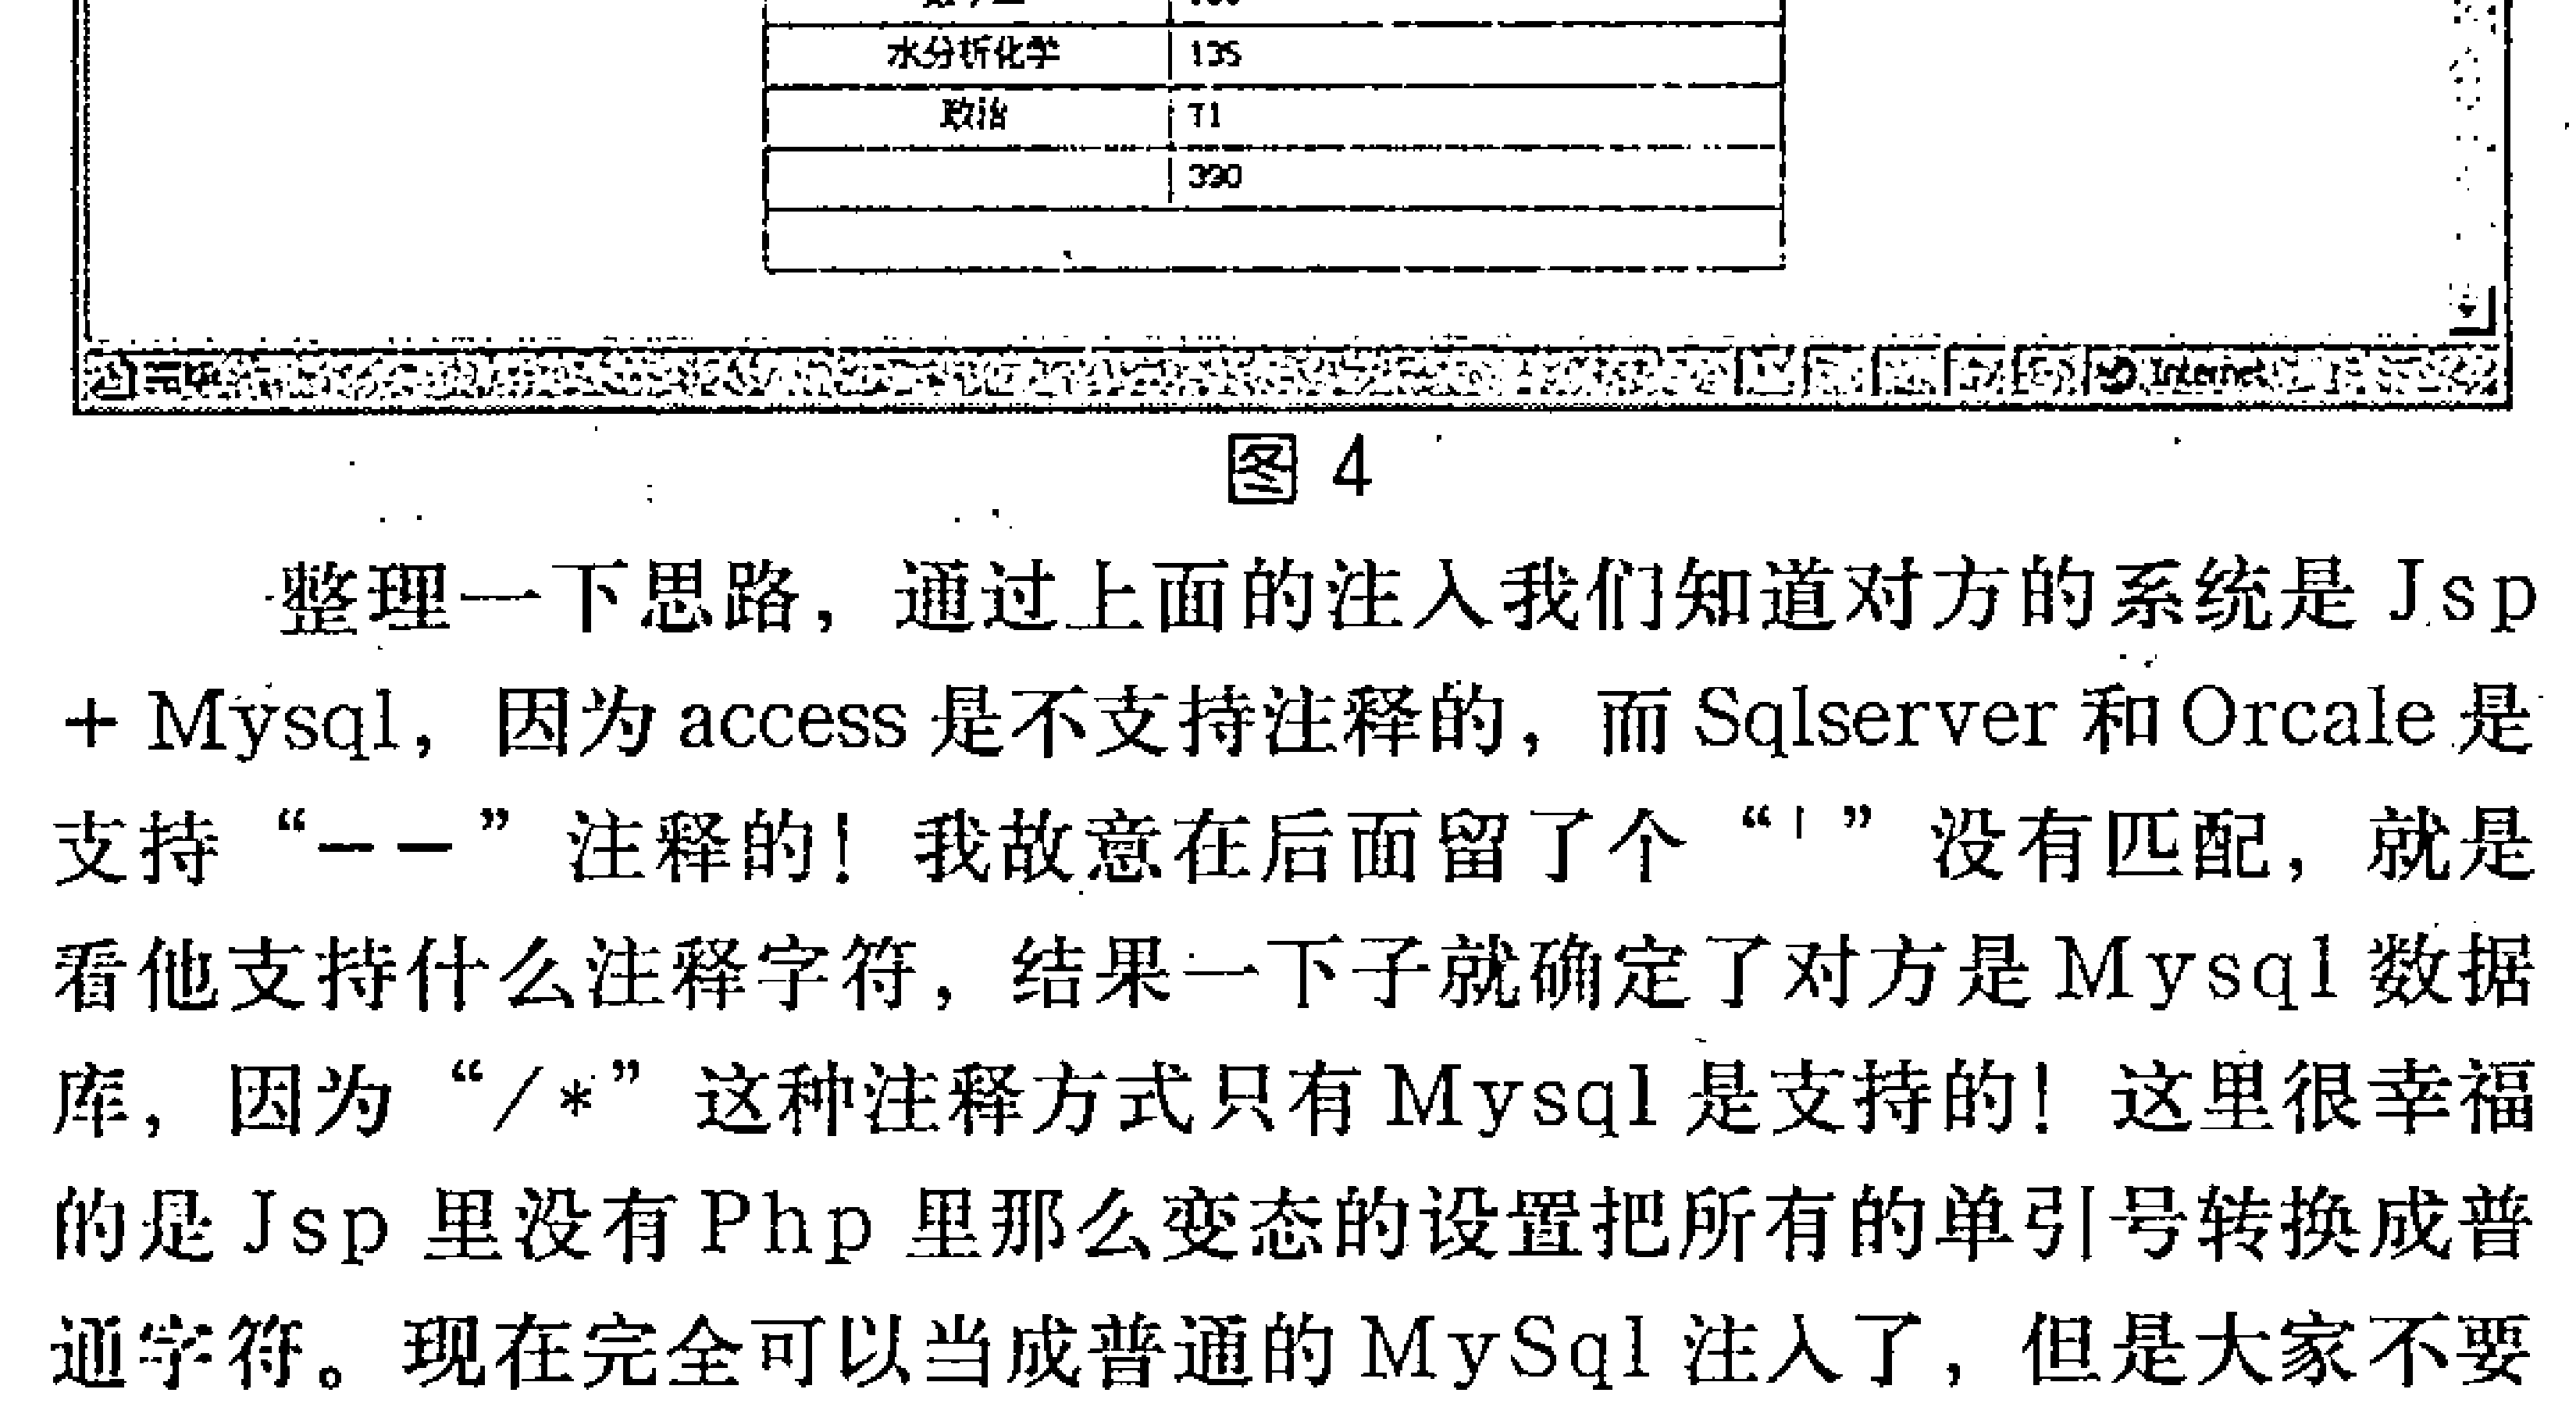 水分析化学 135
政治 71
390
Internet
图 4
整理一下思路，通过上面的注入我们知道对方的系统是 Jsp
+ Mysql，因为 access 是不支持注释的，而 Sqlserver 和 Orcale 是
支持“--”注释的！我故意在后面留了个“'”没有匹配，就是
看他支持什么注释字符，结果一下子就确定了对方是 Mysql 数据
库，因为“/*”这种注释方式只有 Mysql 是支持的！这里很幸福
的是 Jsp 里没有 Php 里那么变态的设置把所有的单引号转换成普
通字符。现在完全可以当成普通的 MySql 注入了，但是大家不要